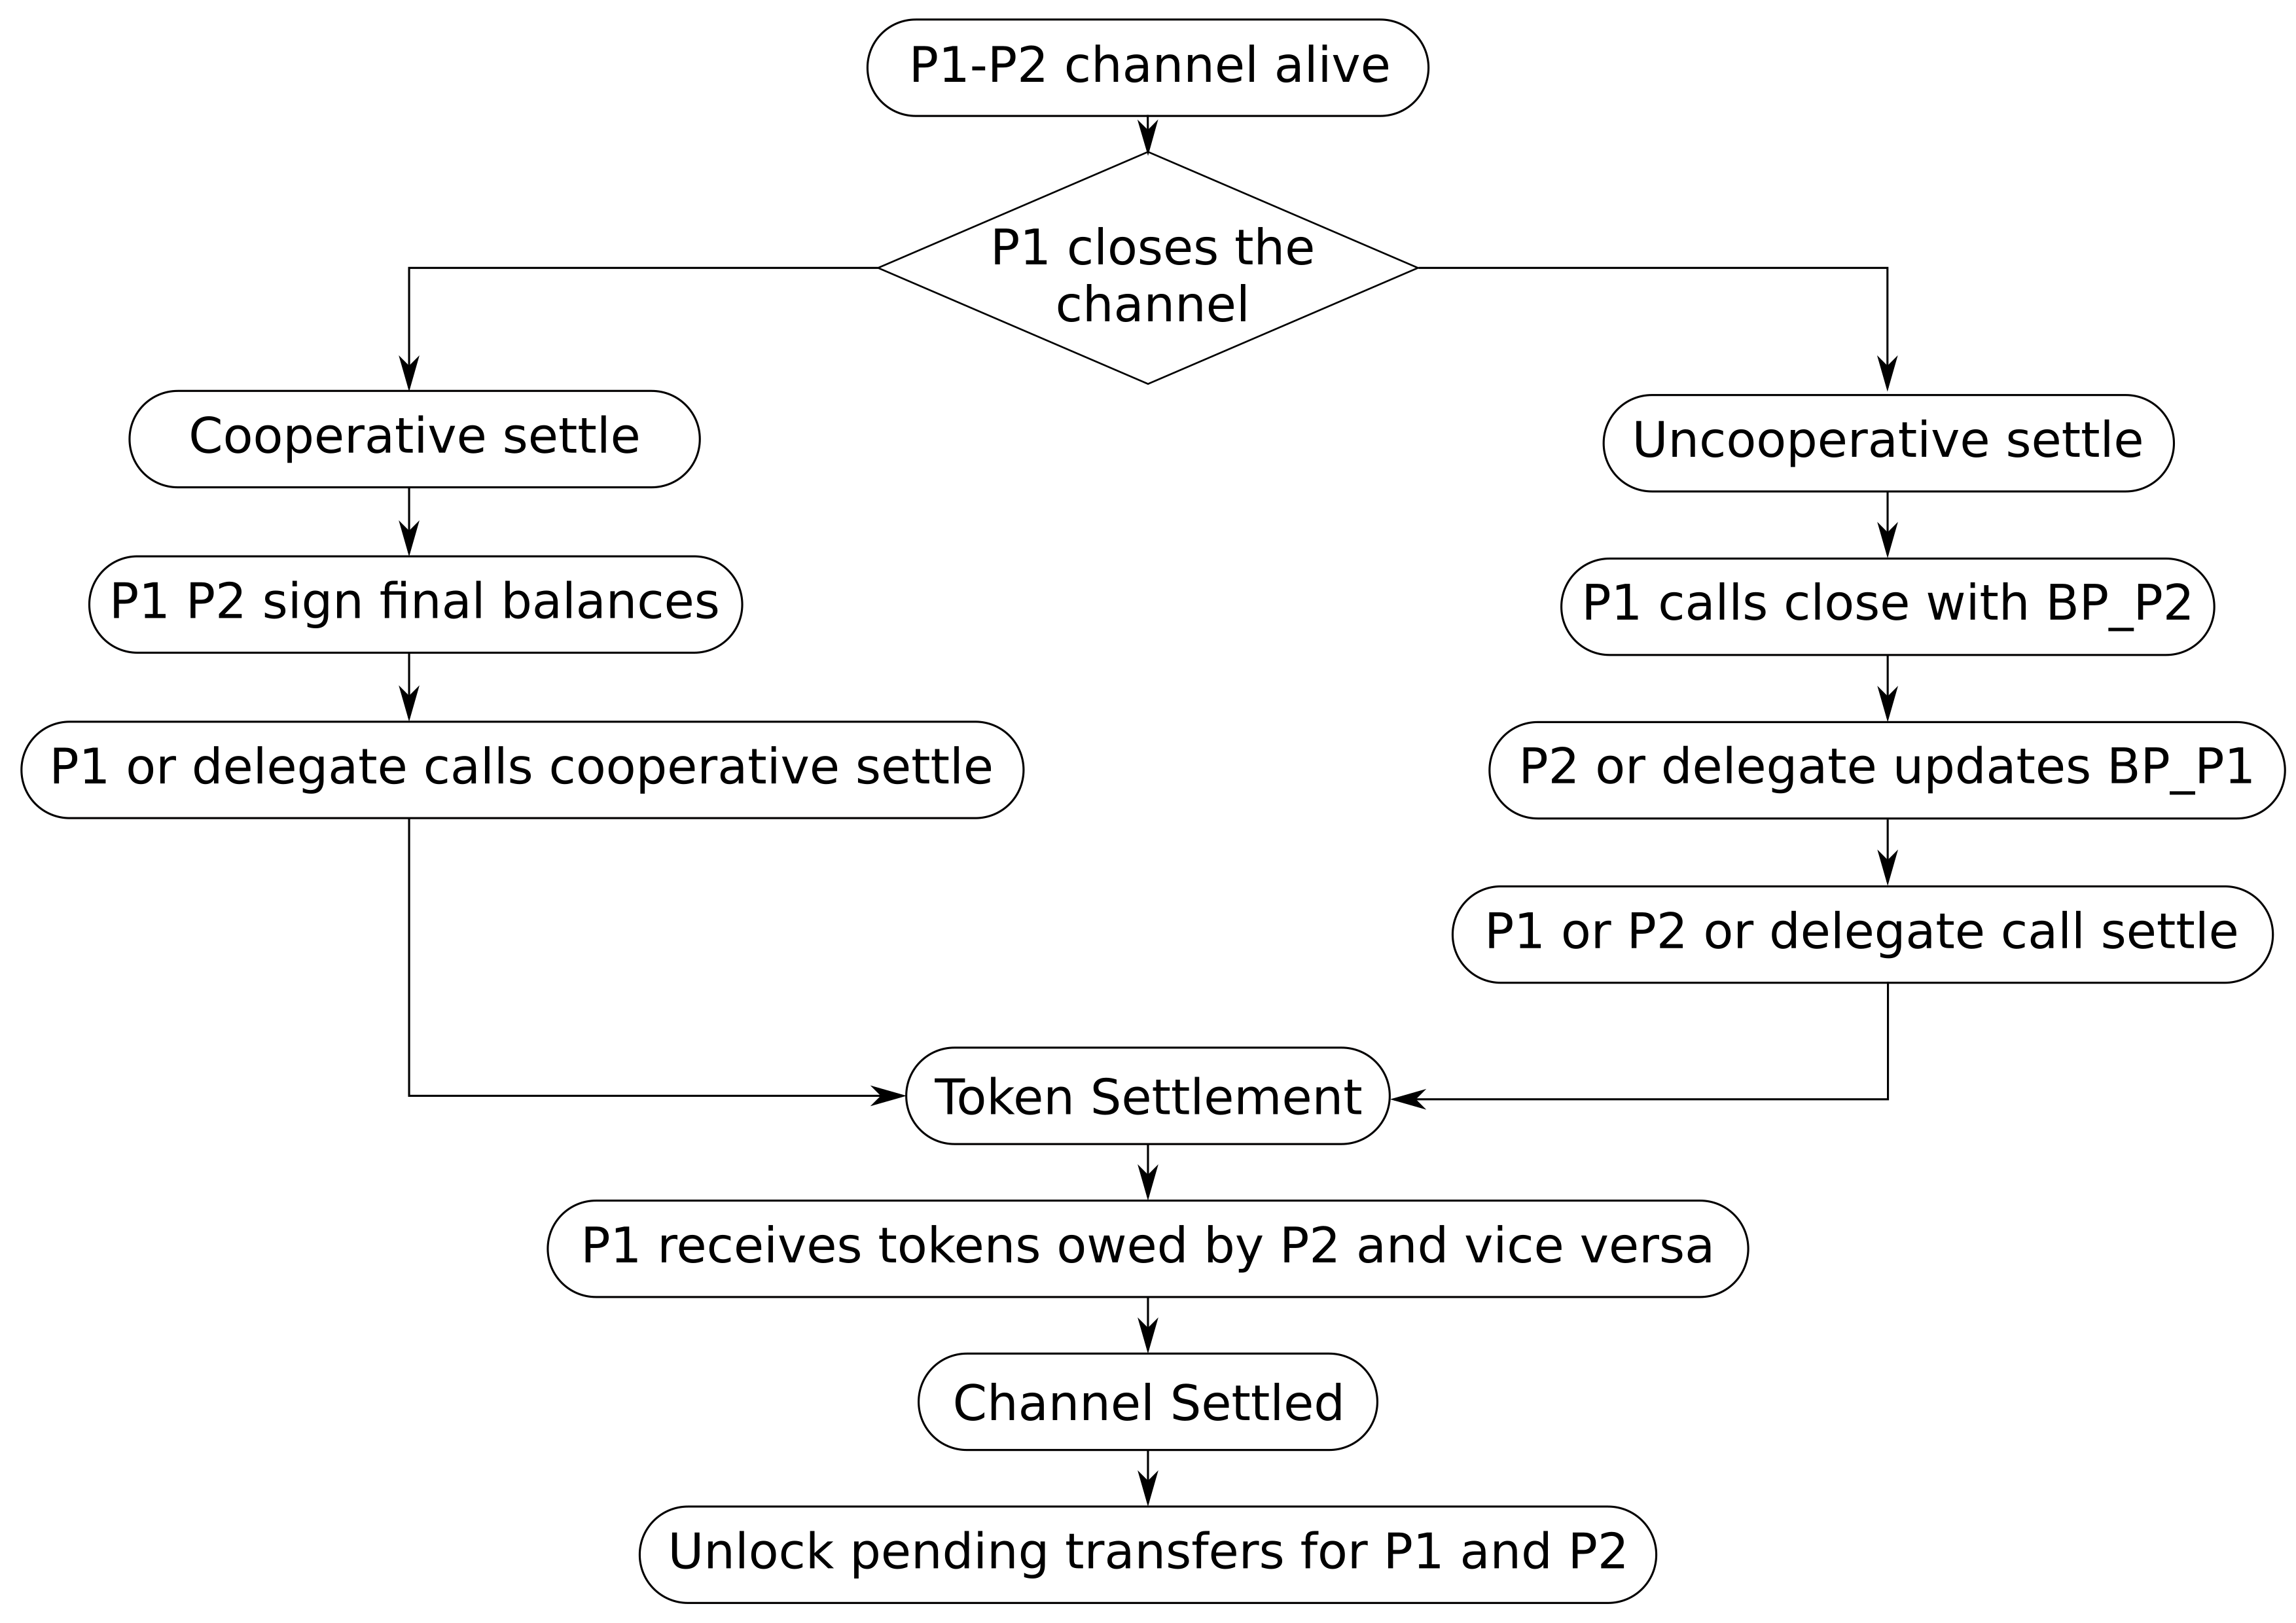 P1-P2 channel alive
P1 closes the
channel
Cooperative settle
Uncooperative settle
P1 P2 sign final balances
P1 calls close with BP_P2
P1 or delegate calls cooperative settle
P2 or delegate updates BP_P1
P1 or P2 or delegate call settle
Token Settlement
P1 receives tokens owed by P2 and vice versa
Channel Settled
Unlock pending transfers for P1 and P2